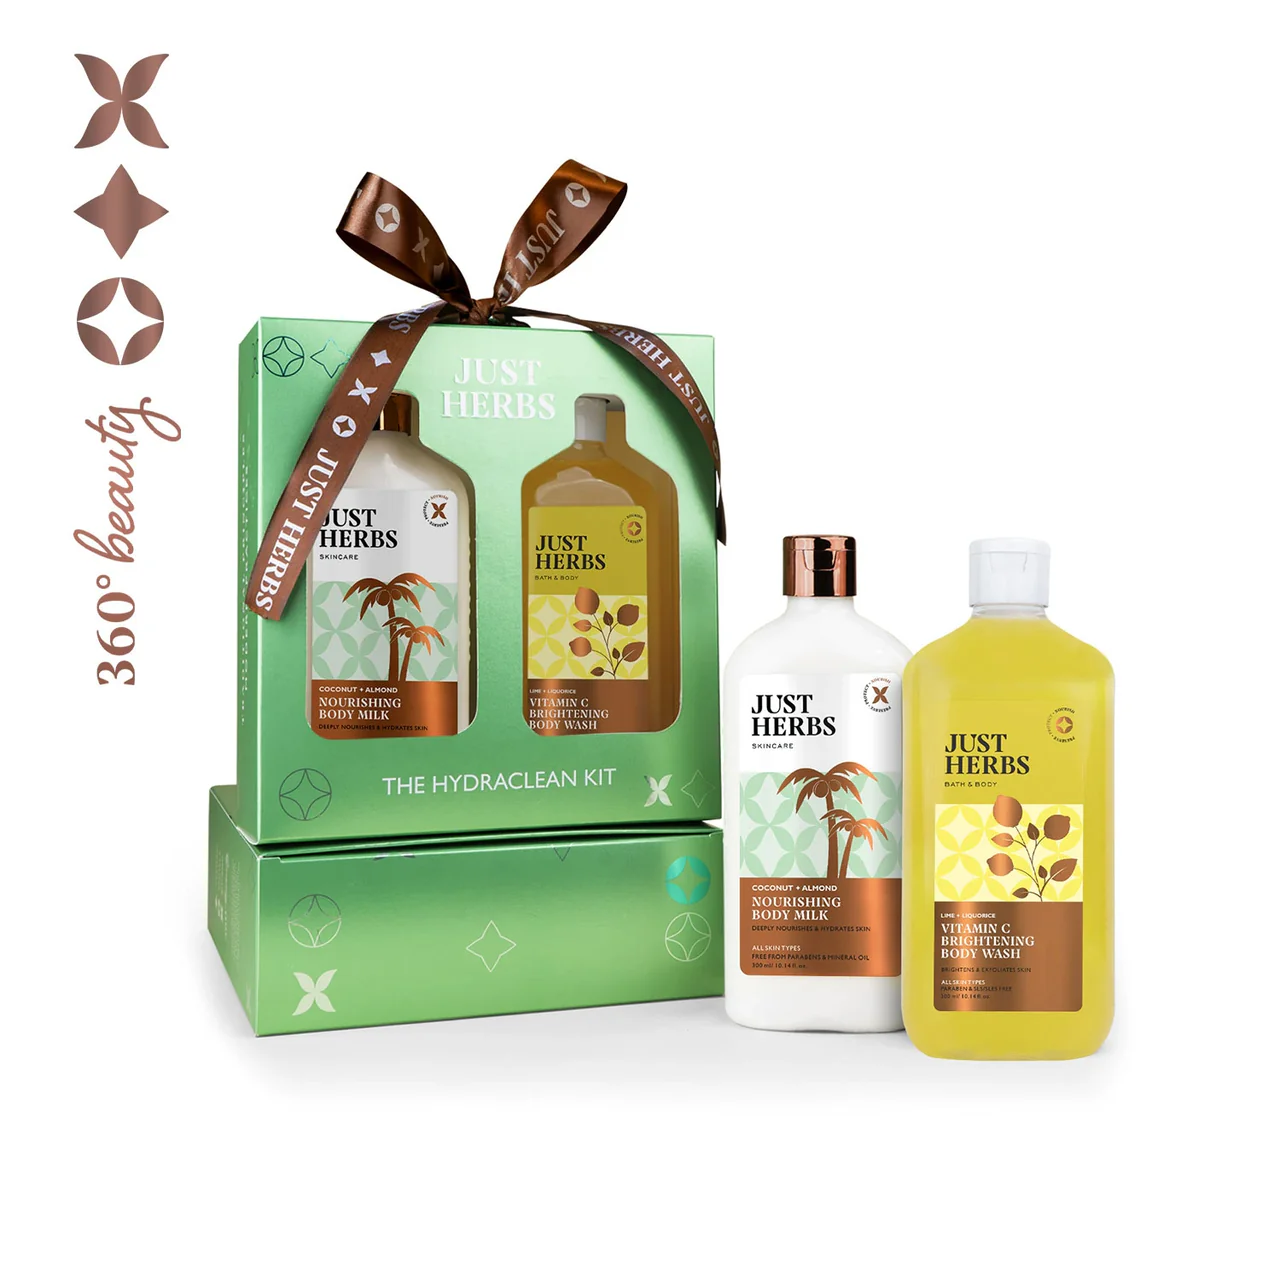 360° beauty
JUST HERBS
JUST HERBS
JUST HERBS
JUST
HERBS
JUST
HERBS
SKINCARE
COCONUT + ALMOND
NOURISHING
BODY MILK
DEEPLY NOURISHES & HYDRATES SKIN
JUST
HERBS
BATH & BODY
LIME + LIQUORICE
VITAMIN C
BRIGHTENING
BODY WASH
THE HYDRACLEAN KIT
JUST
HERBS
SKINCARE
COCONUT + ALMOND
NOURISHING
BODY MILK
DEEPLY NOURISHES & HYDRATES SKIN
ALL SKIN TYPES
FREE FROM PARABENS & MINERAL OIL
300 ml/ 10.14 fl. oz.
JUST
HERBS
BATH & BODY
LIME + LIQUORICE
VITAMIN C
BRIGHTENING
BODY WASH
BRIGHTENS & EXFOLIATES SKIN
ALL SKIN TYPES
PARABEN & SLS/SLES FREE
300 ml/ 10.14 fl. oz.